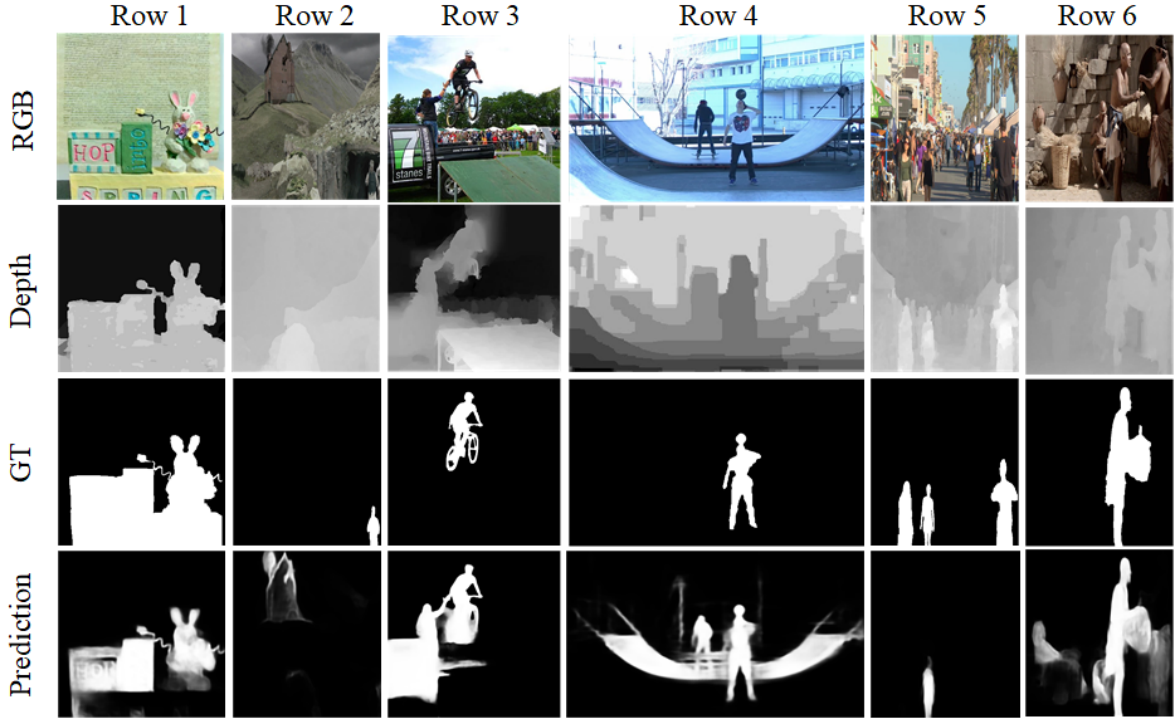 Row 1 Row 2 Row 3 Row 4 Row 5 Row 6
RGB
HOP
SPRING
7
stanes
Depth
GT
Prediction
HOP